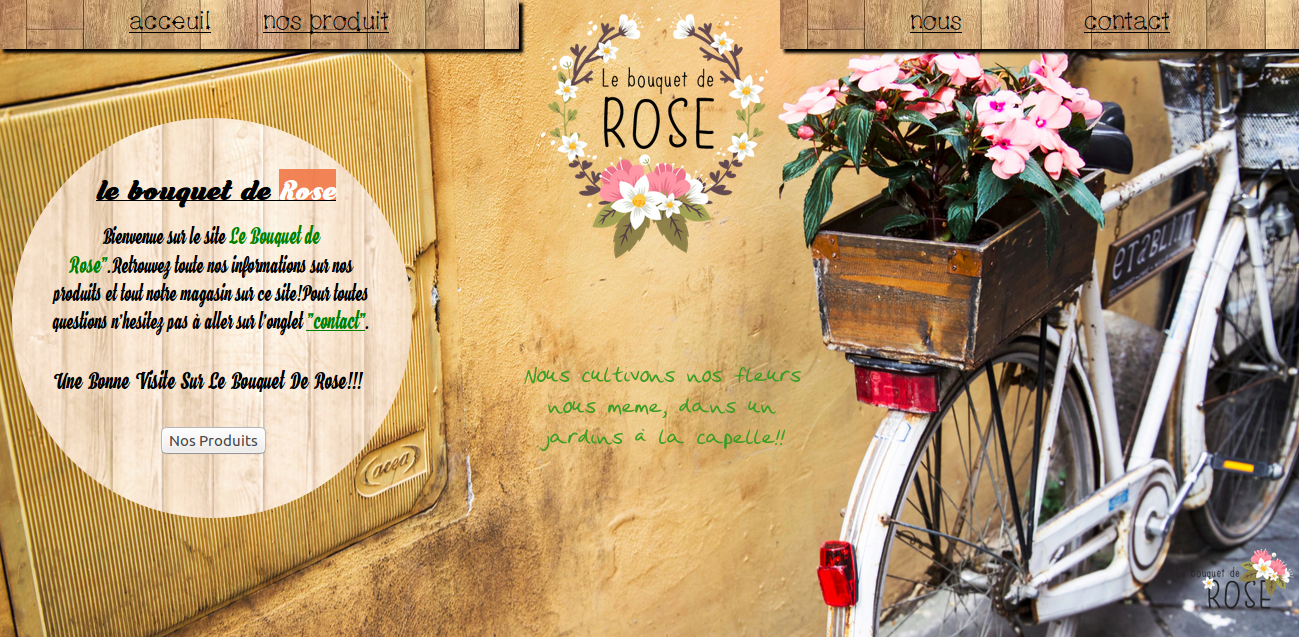 acceuil
nos produit
nous
contact
Le bouquet de
ROSE
le bouquet de Rose
Bienvenue sur le site Le Bouquet de
Rose".Retrouvez toute nos informations sur nos
produits et tout notre magasin sur ce site!Pour toutes
questions n'hesitez pas à aller sur l'onglet "contact".
Une Bonne Visite Sur Le Bouquet De Rose!!!
Nos Produits
acea
ETABLI
Nous cultivons nos fleurs
nous meme, dans un
jardins à la capelle!!
bouquet de
ROSE